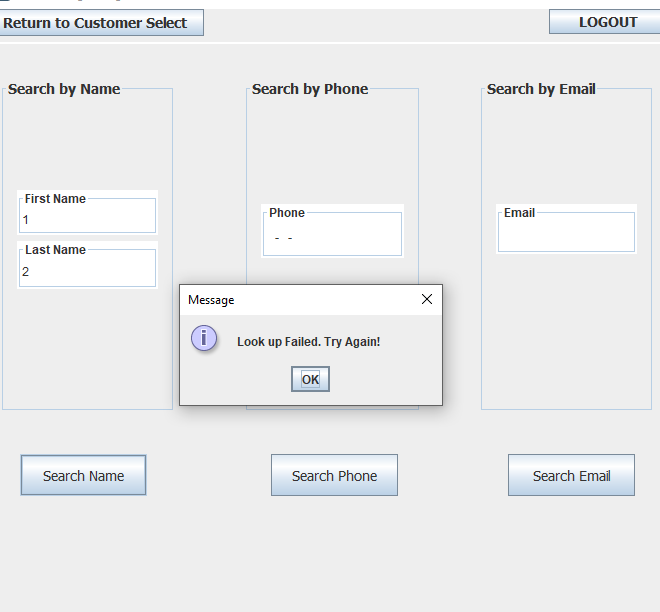 Return to Customer Select
LOGOUT
Search by Name
Search by Phone
Search by Email
First Name
1
Last Name
2
Phone
- -
Email
Message
Look up Failed. Try Again!
OK
Search Name
Search Phone
Search Email